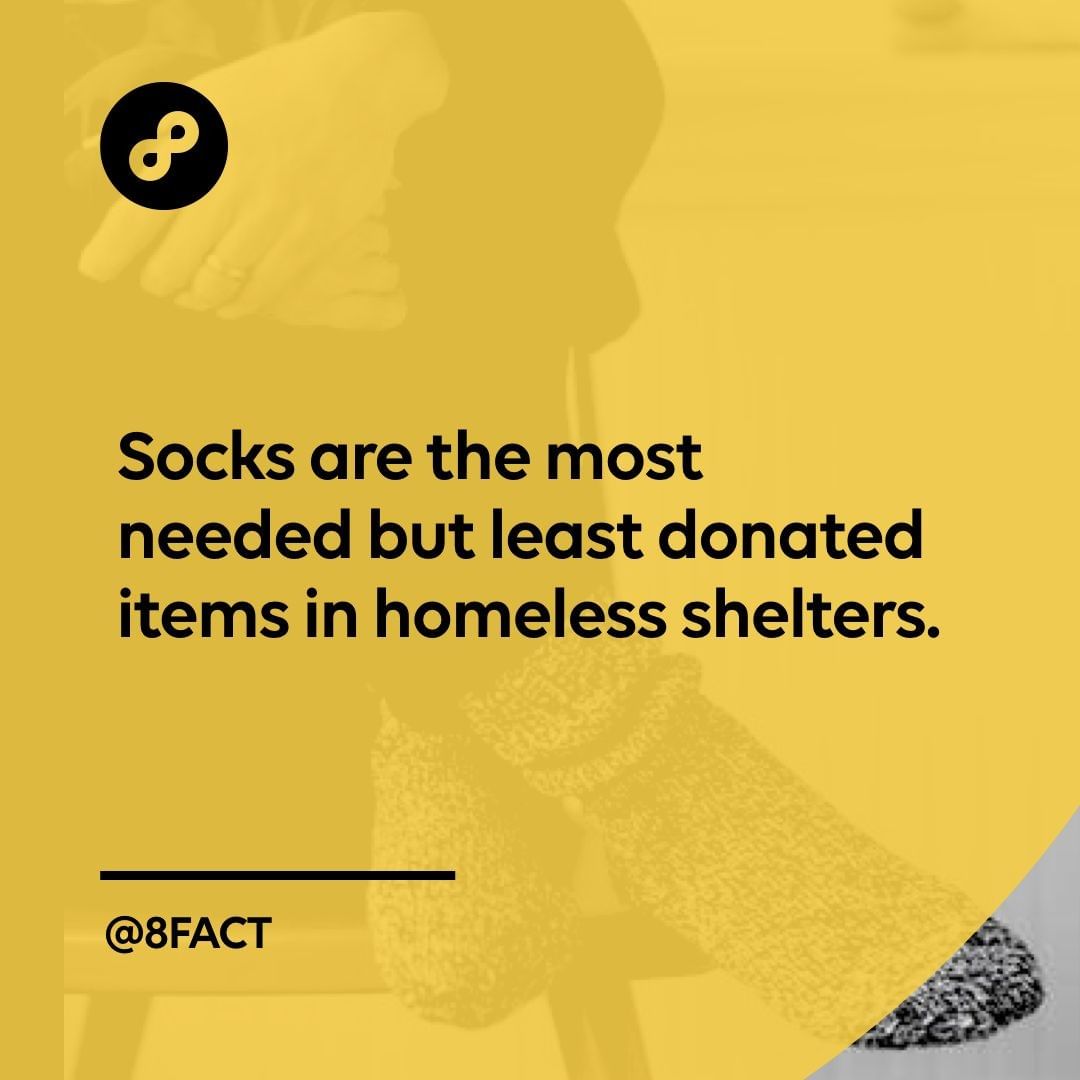 Socks are the most
needed but least donated
items in homeless shelters.
@8FACT